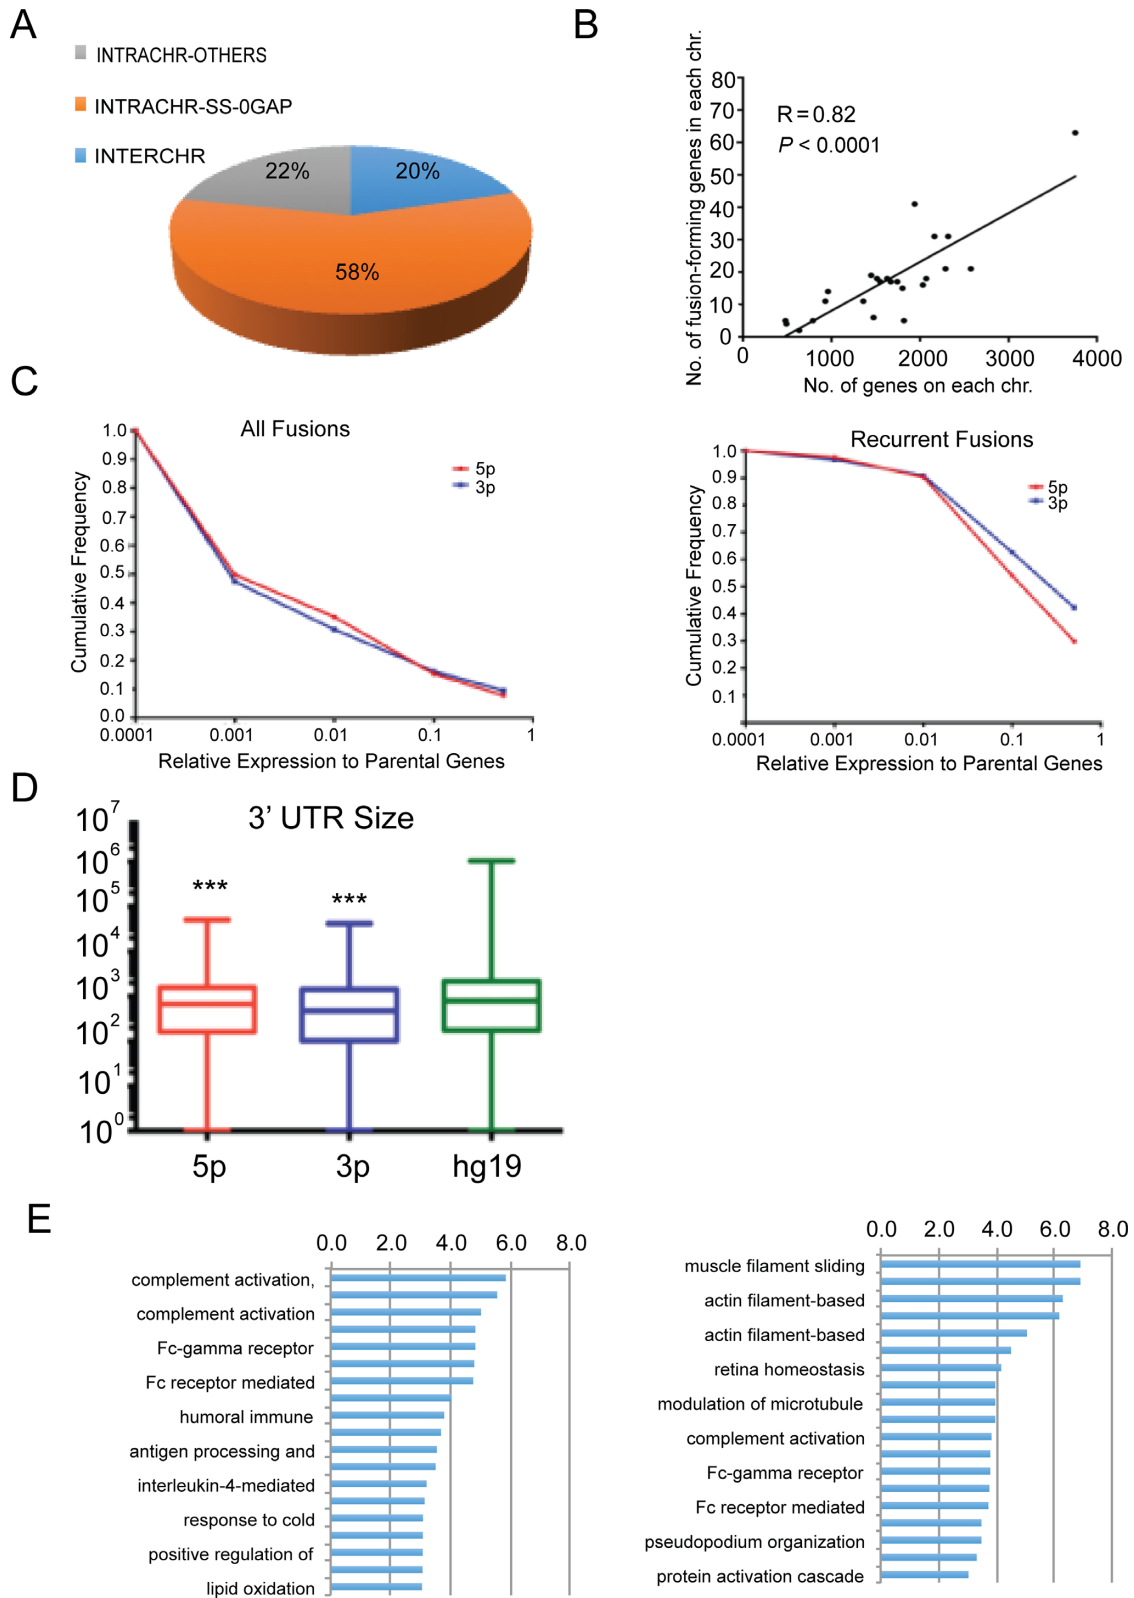 A
INTRACHR-OTHERS
INTRACHR-SS-0GAP
INTERCHR
22%
20%
58%
B
No. of fusion-forming genes in each chr.
80
70
60
50
40
30
20
10
0
R = 0.82
P < 0.0001
0
1000
2000
3000
4000
No. of genes on each chr.
C
All Fusions
Cumulative Frequency
1.0
0.9
0.8
0.7
0.6
0.5
0.4
0.3
0.2
0.1
0.0
5p
3p
0.0001
0.001
0.01
0.1
1
Relative Expression to Parental Genes
Recurrent Fusions
Cumulative Frequency
1.0
0.9
0.8
0.7
0.6
0.5
0.4
0.3
0.2
0.1
5p
3p
0.0001
0.001
0.01
0.1
1
Relative Expression to Parental Genes
D
3' UTR Size
10^7
10^6
10^5
10^4
10^3
10^2
10^1
10^0
***
***
5p
3p
hg19
E
0.0 2.0 4.0 6.0 8.0
complement activation,
complement activation
Fc-gamma receptor
Fc receptor mediated
humoral immune
antigen processing and
interleukin-4-mediated
response to cold
positive regulation of
lipid oxidation
0.0 2.0 4.0 6.0 8.0
muscle filament sliding
actin filament-based
actin filament-based
retina homeostasis
modulation of microtubule
complement activation
Fc-gamma receptor
Fc receptor mediated
pseudopodium organization
protein activation cascade